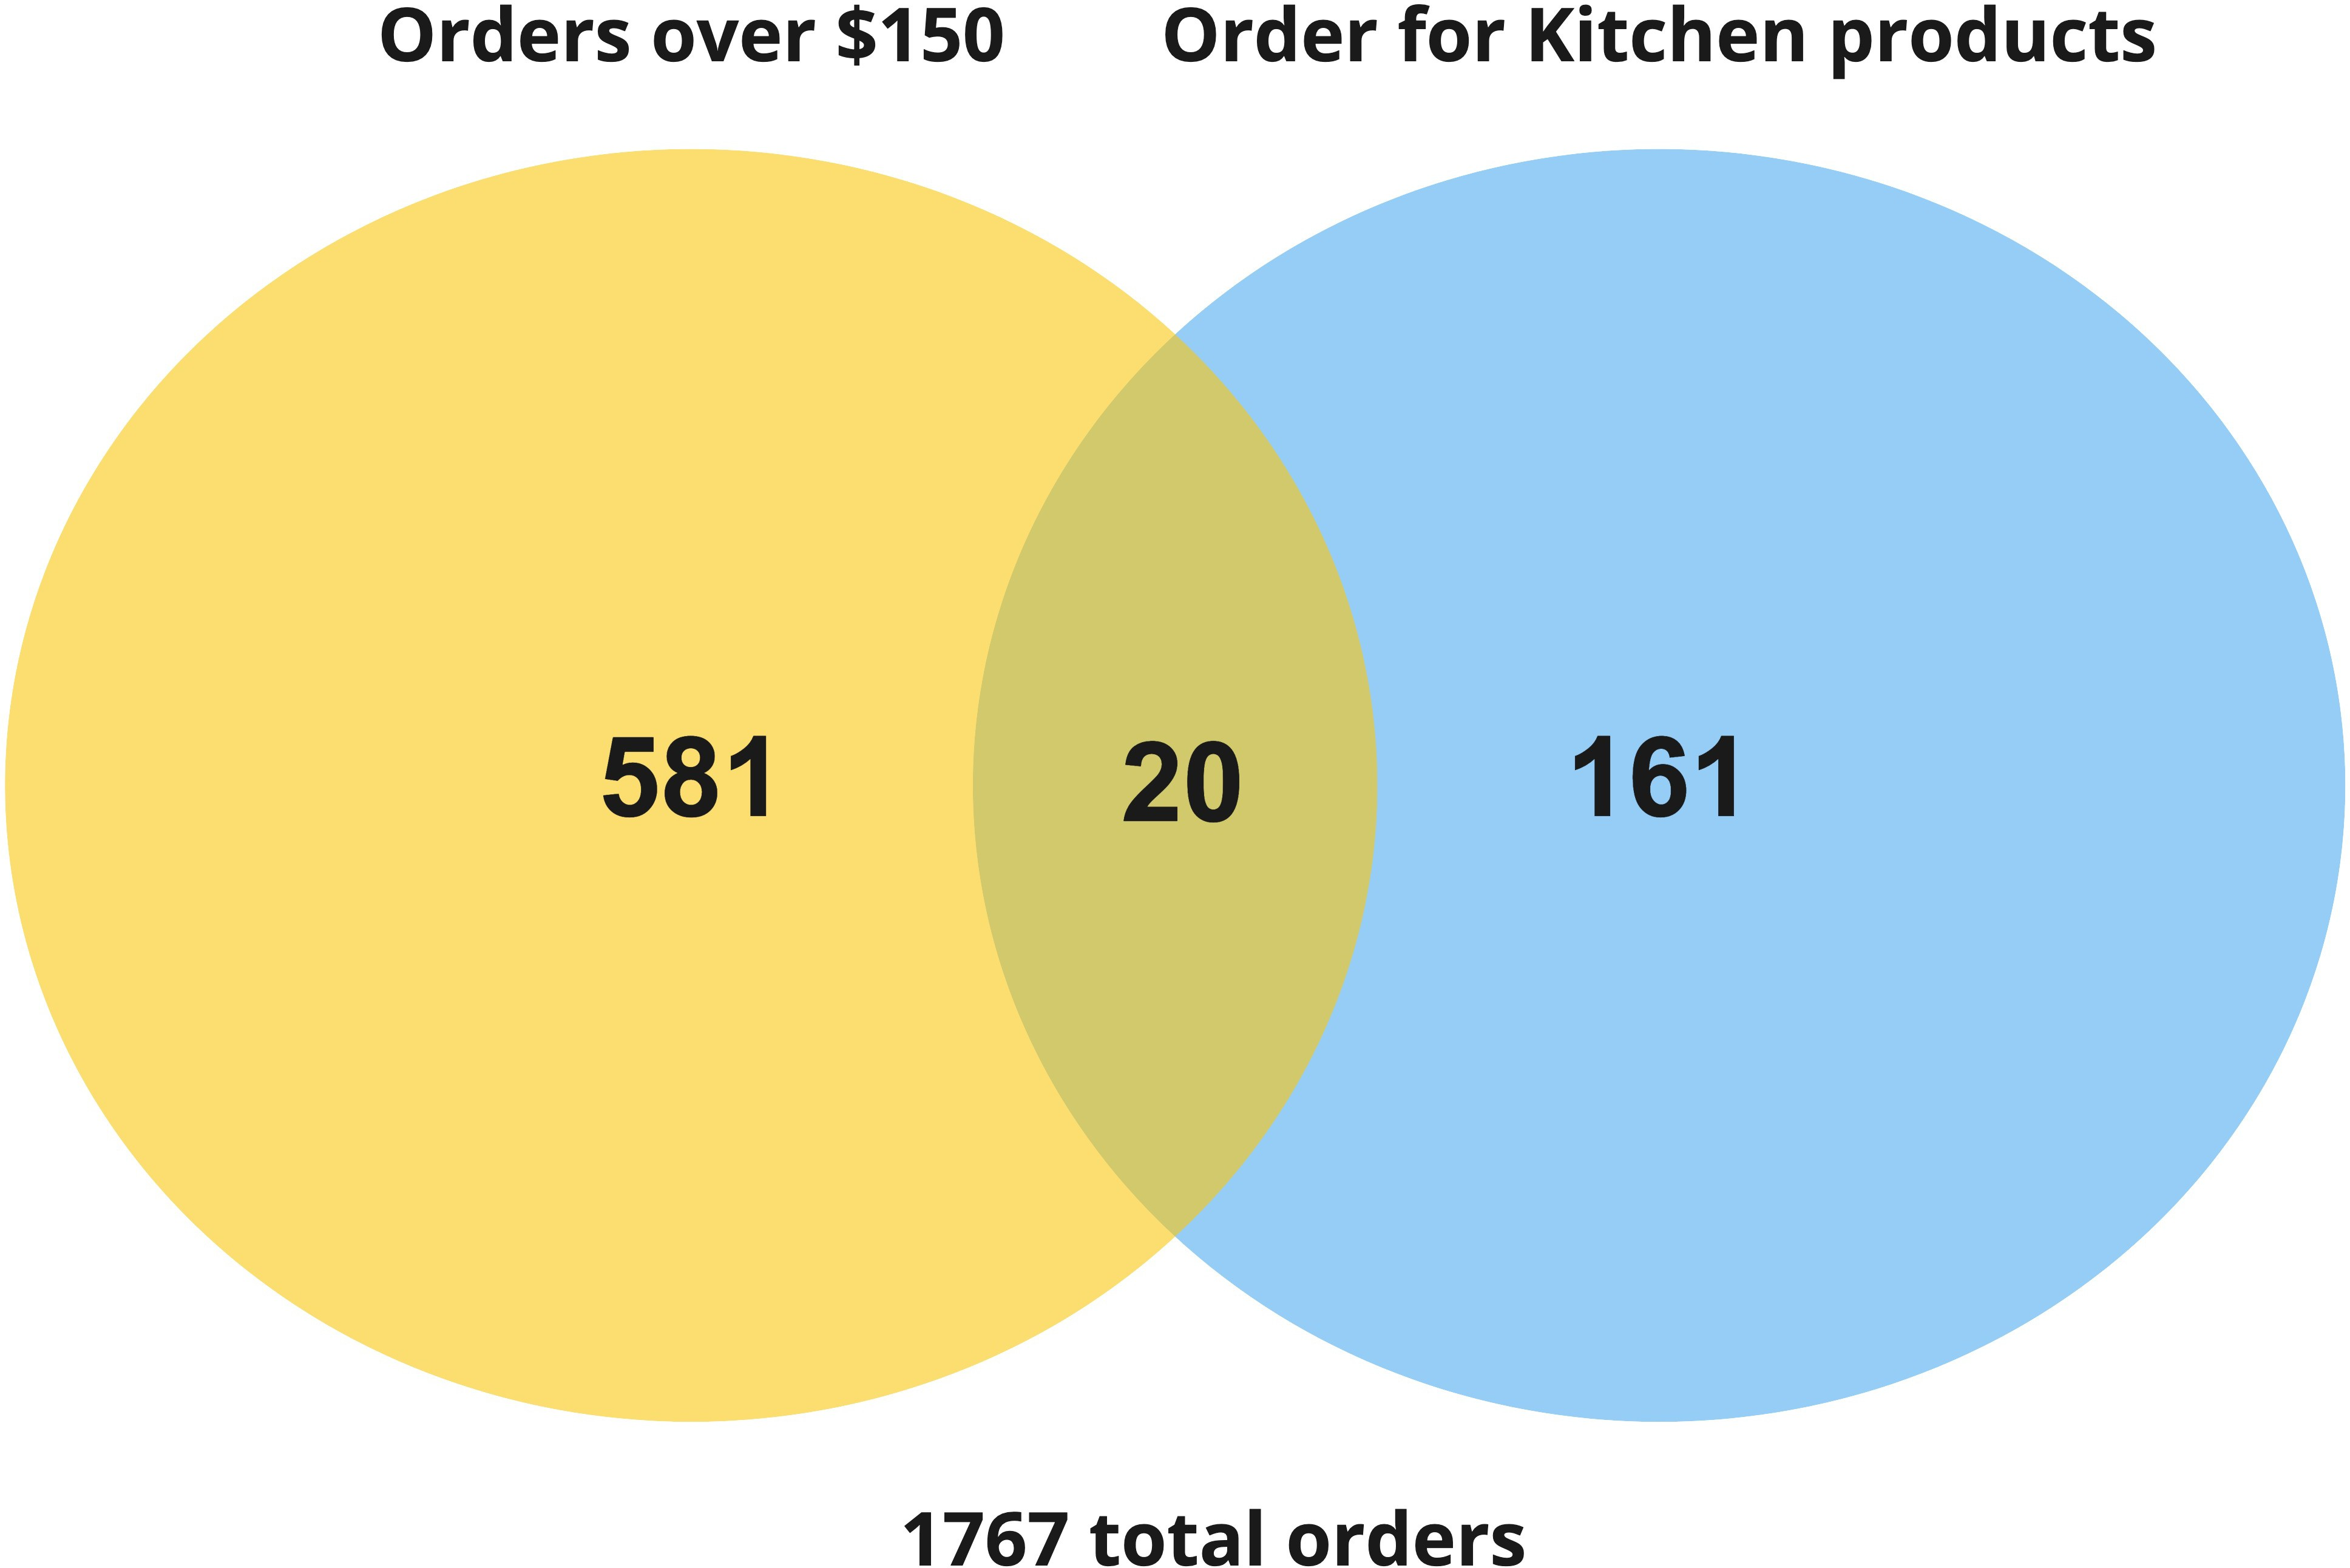 Orders over $150
Order for Kitchen products
581
20
161
1767 total orders